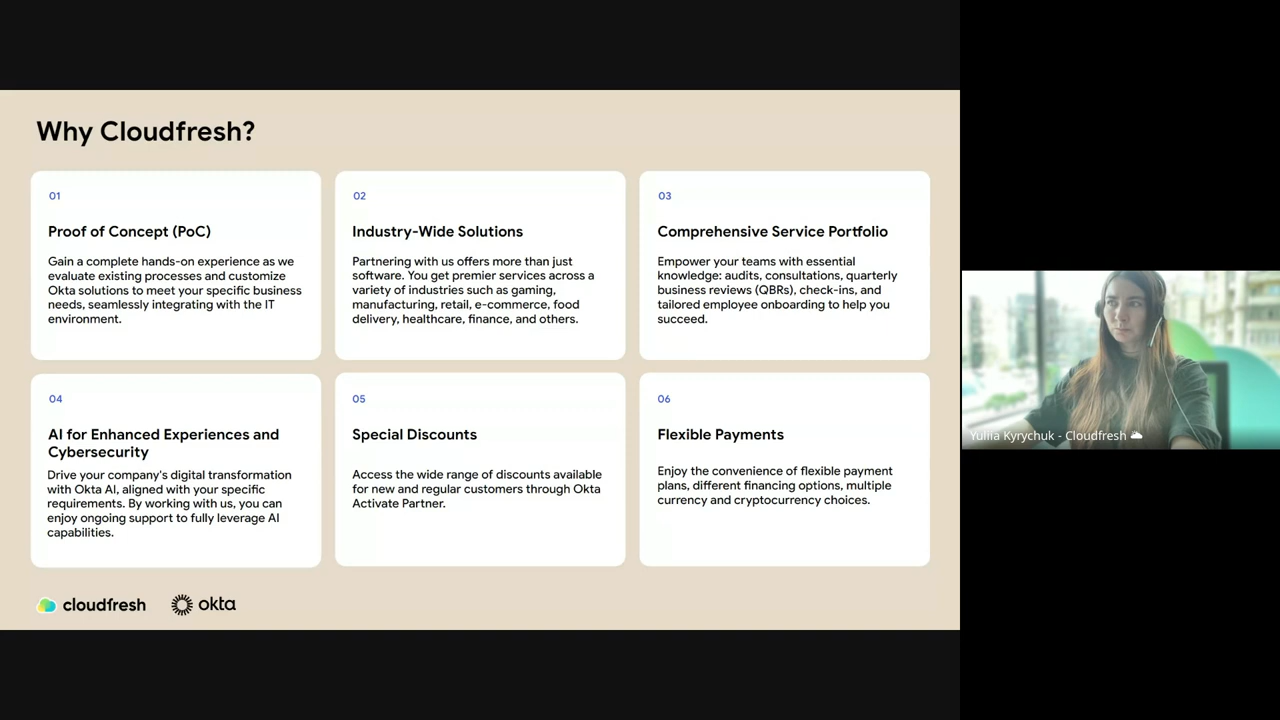 Why Cloudfresh?
01
Proof of Concept (PoC)
Gain a complete hands-on experience as we
evaluate existing processes and customize
Okta solutions to meet your specific business
needs, seamlessly integrating with the IT
environment.
02
Industry-Wide Solutions
Partnering with us offers more than just
software. You get premier services across a
variety of industries such as gaming,
manufacturing, retail, e-commerce, food
delivery, healthcare, finance, and others.
03
Comprehensive Service Portfolio
Empower your teams with essential
knowledge: audits, consultations, quarterly
business reviews (QBRs), check-ins, and
tailored employee onboarding to help you
succeed.
04
AI for Enhanced Experiences and
Cybersecurity
Drive your company's digital transformation
with Okta AI, aligned with your specific
requirements. By working with us, you can
enjoy ongoing support to fully leverage AI
capabilities.
05
Special Discounts
Access the wide range of discounts available
for new and regular customers through Okta
Activate Partner.
06
Flexible Payments
Enjoy the convenience of flexible payment
plans, different financing options, multiple
currency and cryptocurrency choices.
cloudfresh
okta
Yuliia Kyrychuk - Cloudfresh